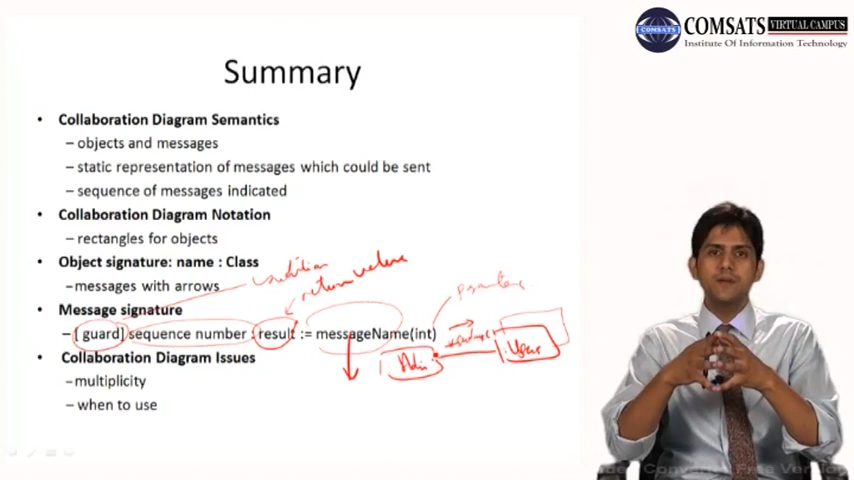 COMSATS VIRTUAL CAMPUS
COMSATS
Institute Of Information Technology
Summary
• Collaboration Diagram Semantics
– objects and messages
– static representation of messages which could be sent
– sequence of messages indicated
• Collaboration Diagram Notation
– rectangles for objects
• Object signature: name : Class
– messages with arrows
condition
return value
• Message signature
– [ guard] sequence number : result := messageName(int)
• Collaboration Diagram Issues
– multiplicity
– when to use
Free Version